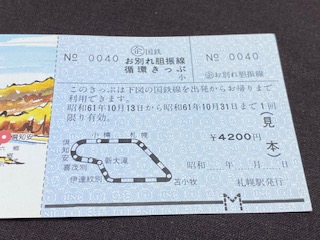 № 0040
㊭ 国鉄
お別れ胆振線
循環きっぷ
小
№ 0040
お別れ胆振線
このきっぷは下図の国鉄線を出発からお帰りまで
利用できます。
昭和61年10月13日から昭和61年10月31日まで1回
限り有効。
¥4200円
(見本)
小樽
札幌
倶知安
新大滝
喜茂別
伊達紋別
苫小牧
昭和 年 月 日
札幌駅発行
倶知安